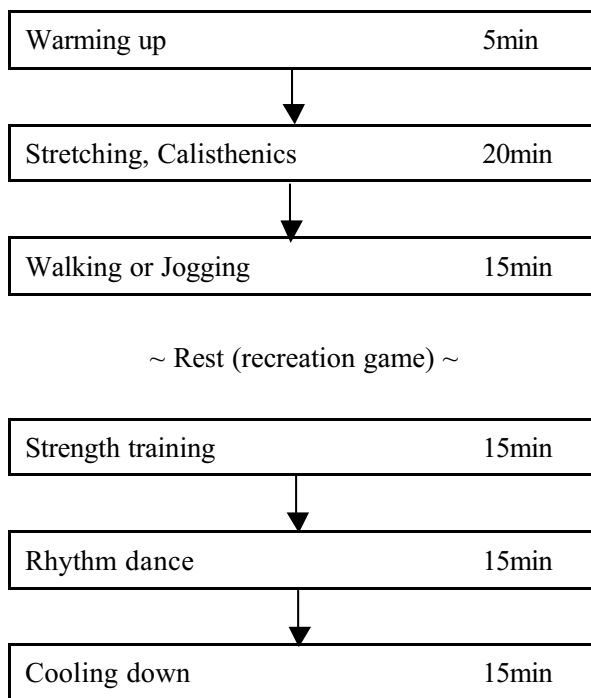 Warming up 5min
Stretching, Calisthenics 20min
Walking or Jogging 15min
~ Rest (recreation game) ~
Strength training 15min
Rhythm dance 15min
Cooling down 15min